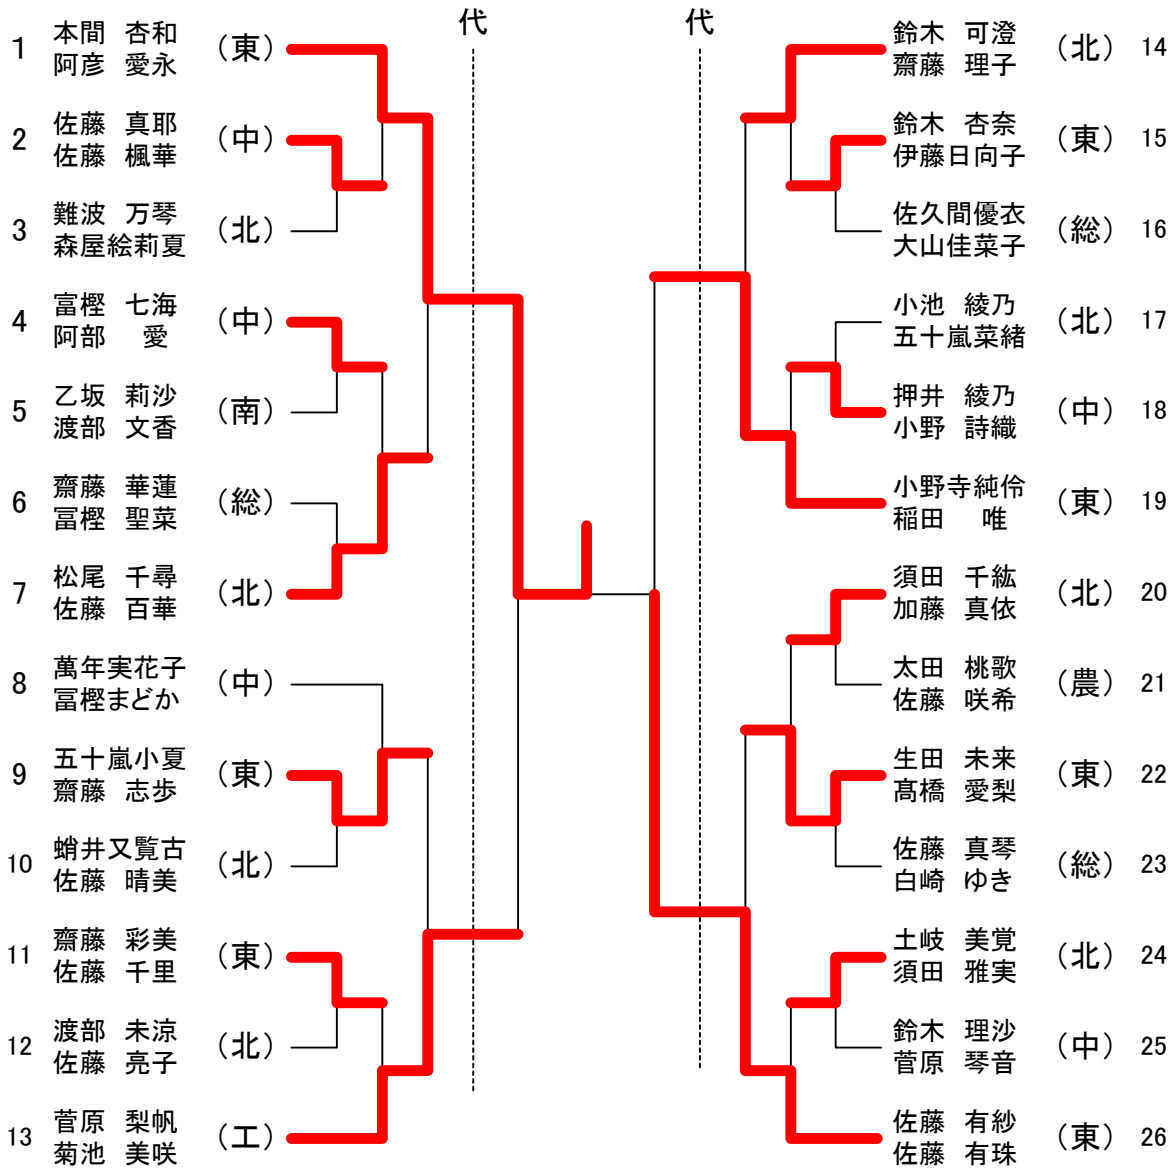 代
代
1 本間 杏和 (東)
阿彦 愛永
2 佐藤 真耶 (中)
佐藤 楓華
3 難波 万琴 (北)
森屋絵莉夏
4 富樫 七海 (中)
阿部 愛
5 乙坂 莉沙 (南)
渡部 文香
6 齋藤 華蓮 (総)
冨樫 聖菜
7 松尾 千尋 (北)
佐藤 百華
8 萬年実花子 (中)
冨樫まどか
9 五十嵐小夏 (東)
齋藤 志歩
10 蛸井又覧古 (北)
佐藤 晴美
11 齋藤 彩美 (東)
佐藤 千里
12 渡部 未涼 (北)
佐藤 亮子
13 菅原 梨帆 (工)
菊池 美咲
鈴木 可澄 (北) 14
齋藤 理子
鈴木 杏奈 (東) 15
伊藤日向子
佐久間優衣 (総) 16
大山佳菜子
小池 綾乃 (北) 17
五十嵐菜緒
押井 綾乃 (中) 18
小野 詩織
小野寺純伶 (東) 19
稲田 唯
須田 千紘 (北) 20
加藤 真依
太田 桃歌 (農) 21
佐藤 咲希
生田 未来 (東) 22
髙橋 愛梨
佐藤 真琴 (総) 23
白崎 ゆき
土岐 美覚 (北) 24
須田 雅実
鈴木 理沙 (中) 25
菅原 琴音
佐藤 有紗 (東) 26
佐藤 有珠